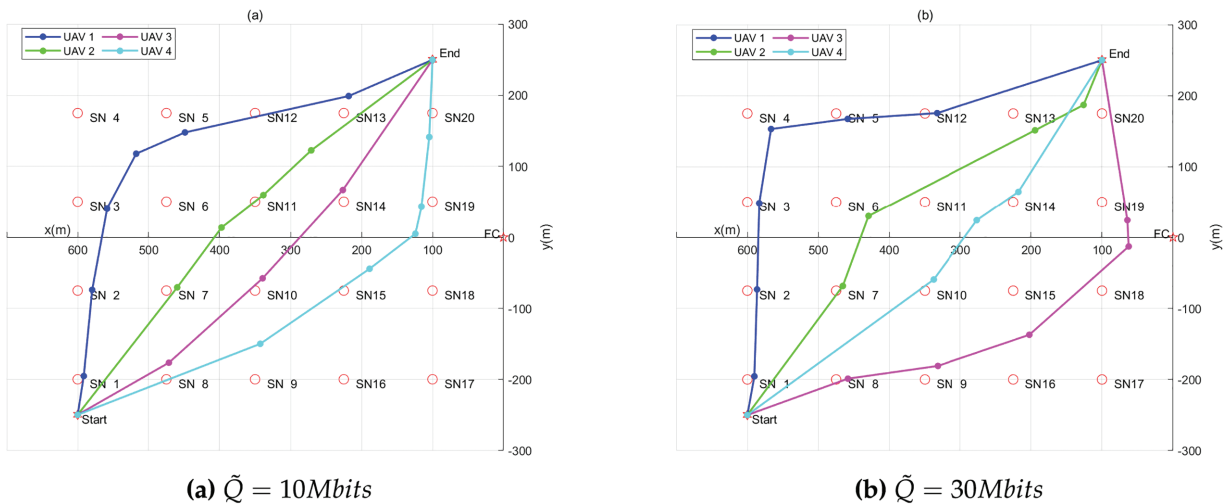 (a)
UAV 1 UAV 3
UAV 2 UAV 4
End
300
200
100
0
-100
-200
-300
y(m)
x(m)
600 500 400 300 200 100
FC
SN 4 SN 5 SN12 SN13 SN20
SN 3 SN 6 SN11 SN14 SN19
SN 2 SN 7 SN10 SN15 SN18
SN 1 SN 8 SN 9 SN16 SN17
Start
(a) Q̃ = 10Mbits
(b)
UAV 1 UAV 3
UAV 2 UAV 4
End
300
200
100
0
-100
-200
-300
y(m)
x(m)
600 500 400 300 200 100
FC
SN 4 SN 5 SN12 SN13 SN20
SN 3 SN 6 SN11 SN14 SN19
SN 2 SN 7 SN10 SN15 SN18
SN 1 SN 8 SN 9 SN16 SN17
Start
(b) Q̃ = 30Mbits